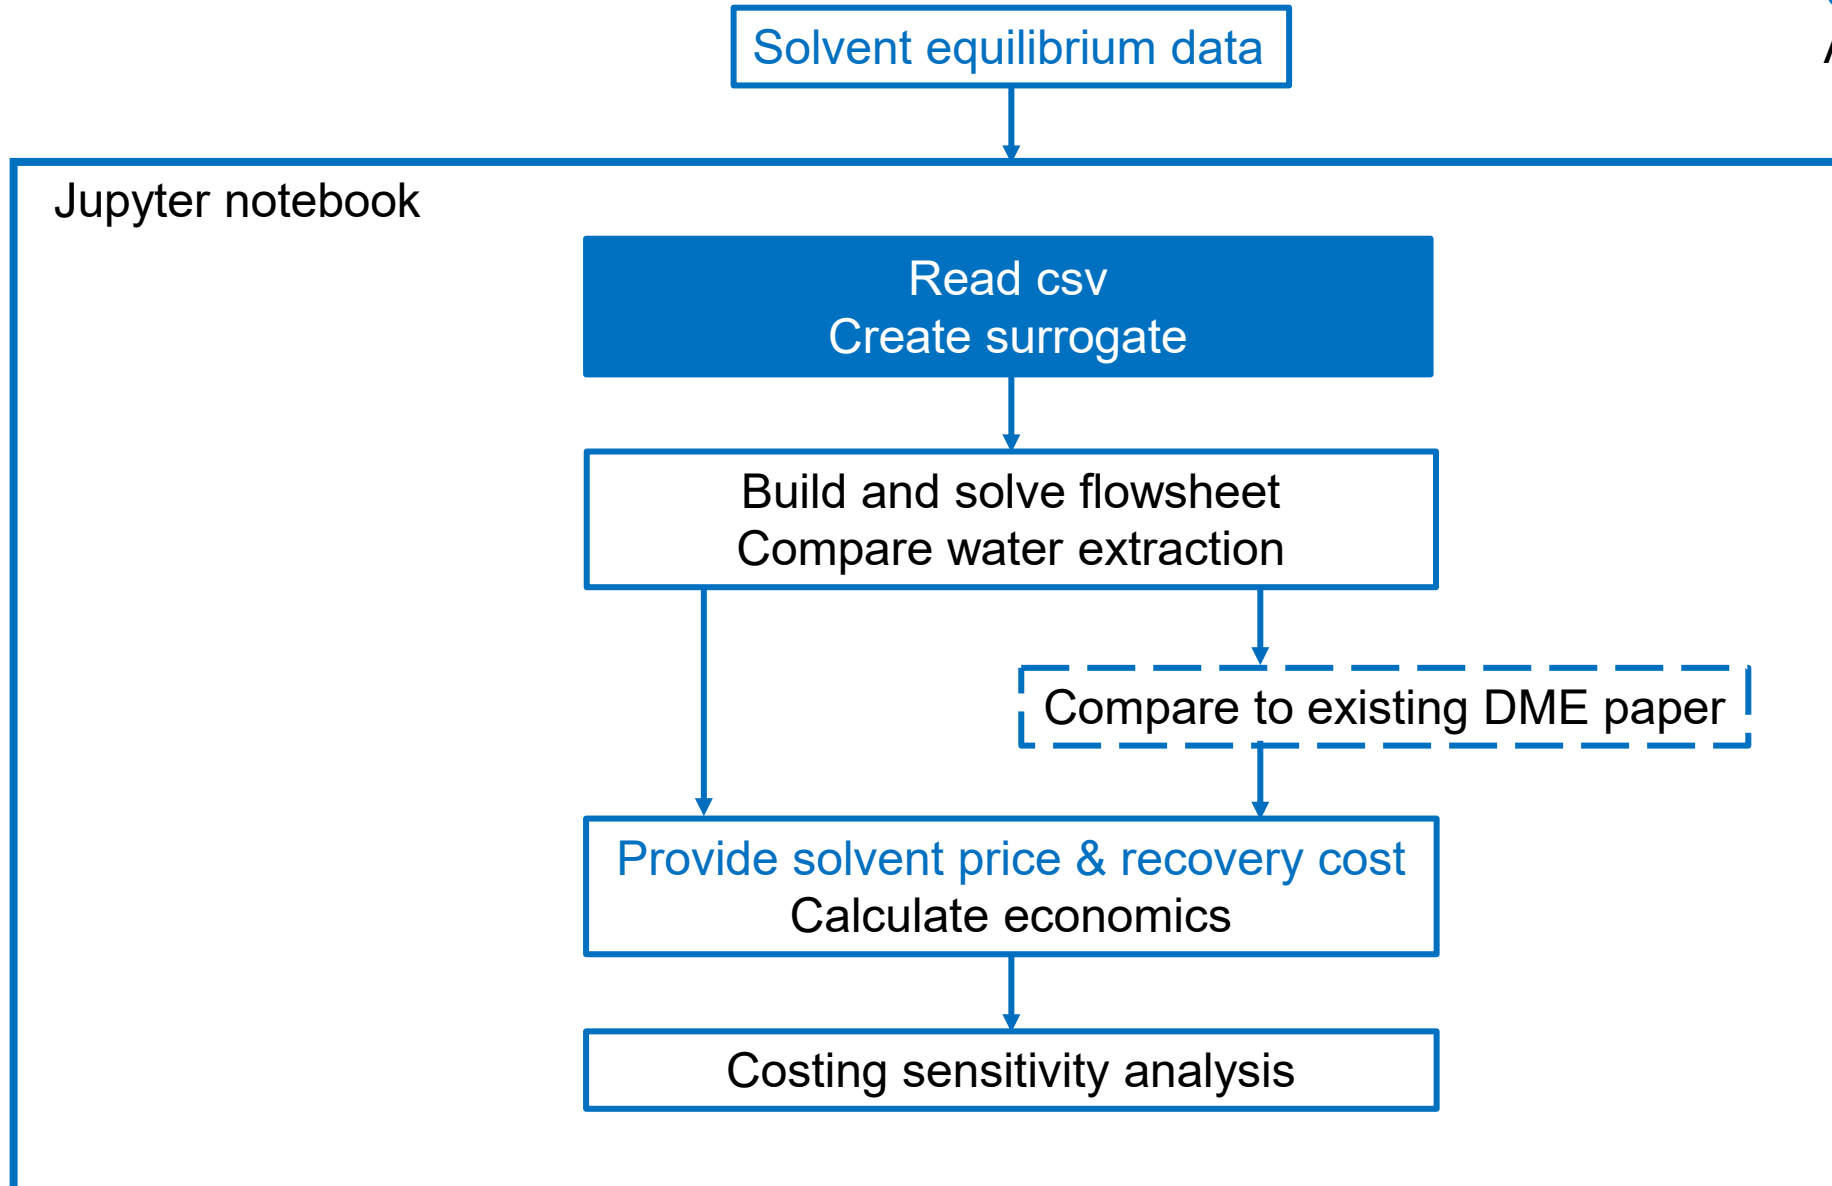 Solvent equilibrium data
Jupyter notebook
Read csv
Create surrogate
Build and solve flowsheet
Compare water extraction
Compare to existing DME paper
Provide solvent price & recovery cost
Calculate economics
Costing sensitivity analysis